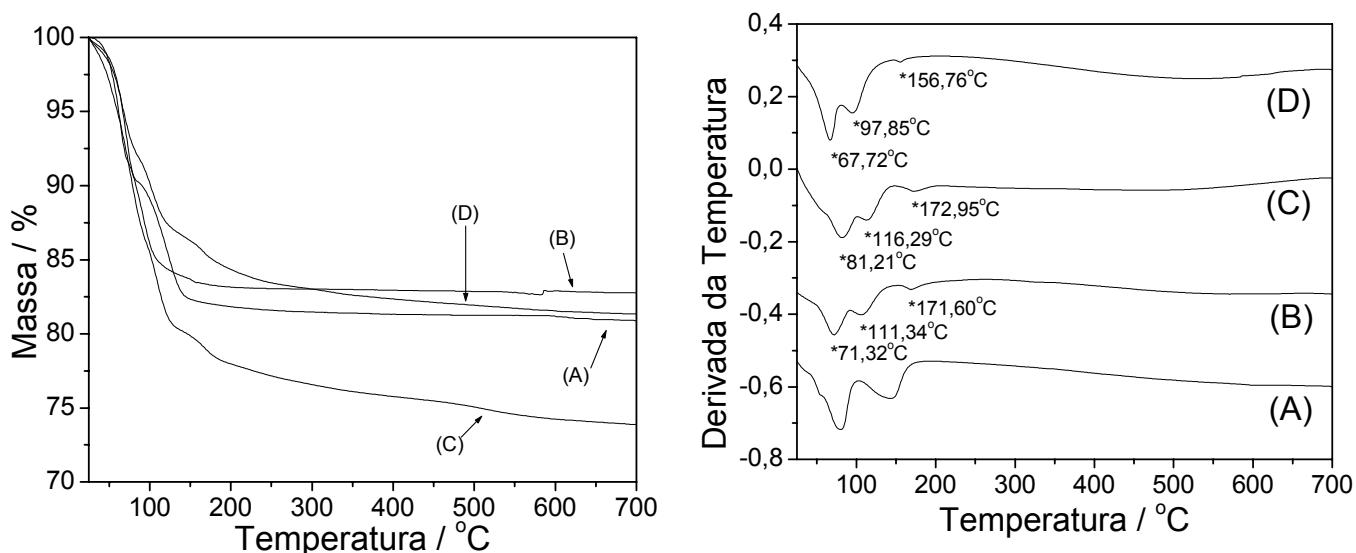 100
95
90
85
80
75
70
Massa / %
(D)
(B)
(A)
(C)
100 200 300 400 500 600 700
Temperatura / °C
0,4
0,2
0,0
-0,2
-0,4
-0,6
-0,8
Derivada da Temperatura
*156,76°C
(D)
*97,85°C
*67,72°C
*172,95°C
(C)
*116,29°C
*81,21°C
*171,60°C
(B)
*111,34°C
*71,32°C
(A)
100 200 300 400 500 600 700
Temperatura / °C